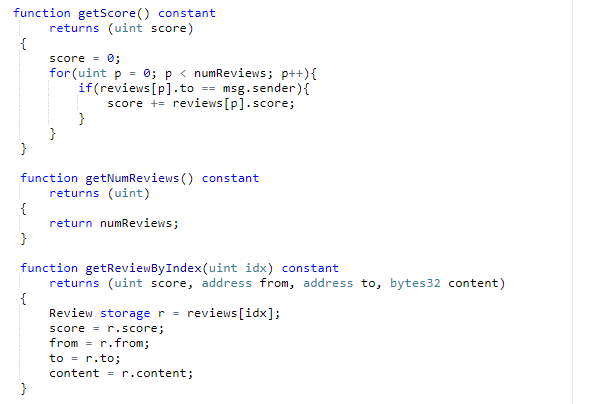 function getScore() constant
returns (uint score)
{
score = 0;
for(uint p = 0; p < numReviews; p++){
if(reviews[p].to == msg.sender){
score += reviews[p].score;
}
}
}
function getNumReviews() constant
returns (uint)
{
return numReviews;
}
function getReviewByIndex(uint idx) constant
returns (uint score, address from, address to, bytes32 content)
{
Review storage r = reviews[idx];
score = r.score;
from = r.from;
to = r.to;
content = r.content;
}